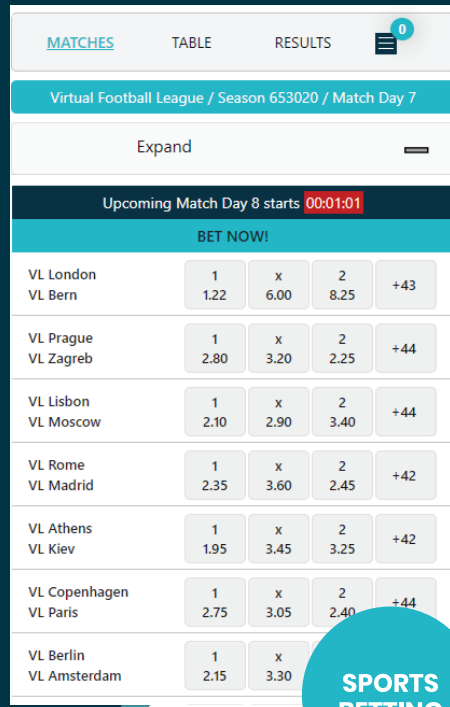 MATCHES TABLE RESULTS 0
Virtual Football League / Season 653020 / Match Day 7
Expand
Upcoming Match Day 8 starts 00:01:01
BET NOW!
VL London 1 x 2 +43
VL Bern 1.22 6.00 8.25
VL Prague 1 x 2 +44
VL Zagreb 2.80 3.20 2.25
VL Lisbon 1 x 2 +44
VL Moscow 2.10 2.90 3.40
VL Rome 1 x 2 +42
VL Madrid 2.35 3.60 2.45
VL Athens 1 x 2 +42
VL Kiev 1.95 3.45 3.25
VL Copenhagen 1 x 2 +44
VL Paris 2.75 3.05 2.40
VL Berlin 1 x
VL Amsterdam 2.15 3.30
SPORTS
BETTING